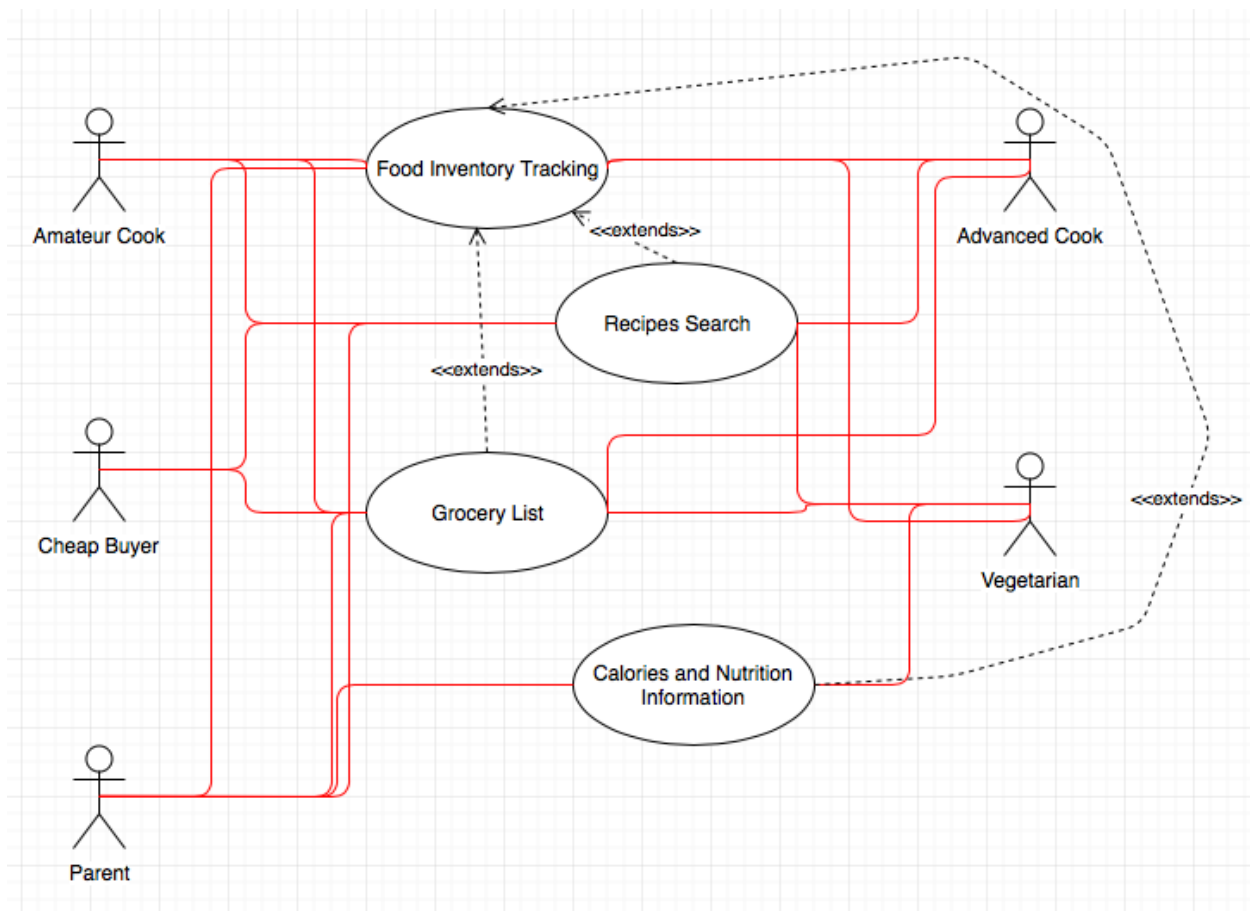 Food Inventory Tracking
Amateur Cook
<<extends>>
Advanced Cook
Recipes Search
<<extends>>
Grocery List
<<extends>>
Cheap Buyer
Vegetarian
Calories and Nutrition
Information
Parent